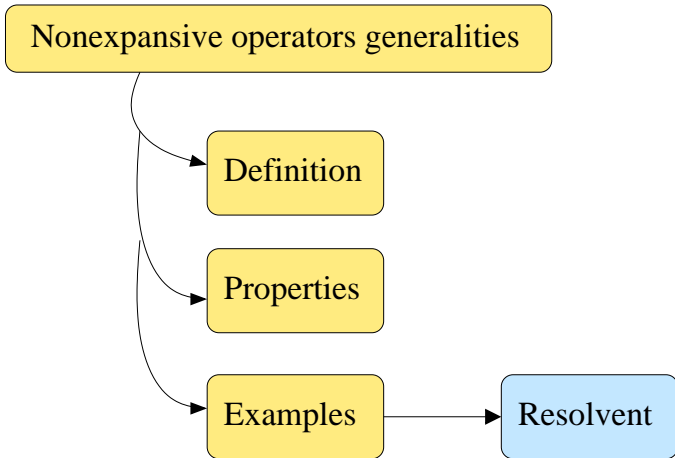 Nonexpansive operators generalities
Definition
Properties
Examples
Resolvent